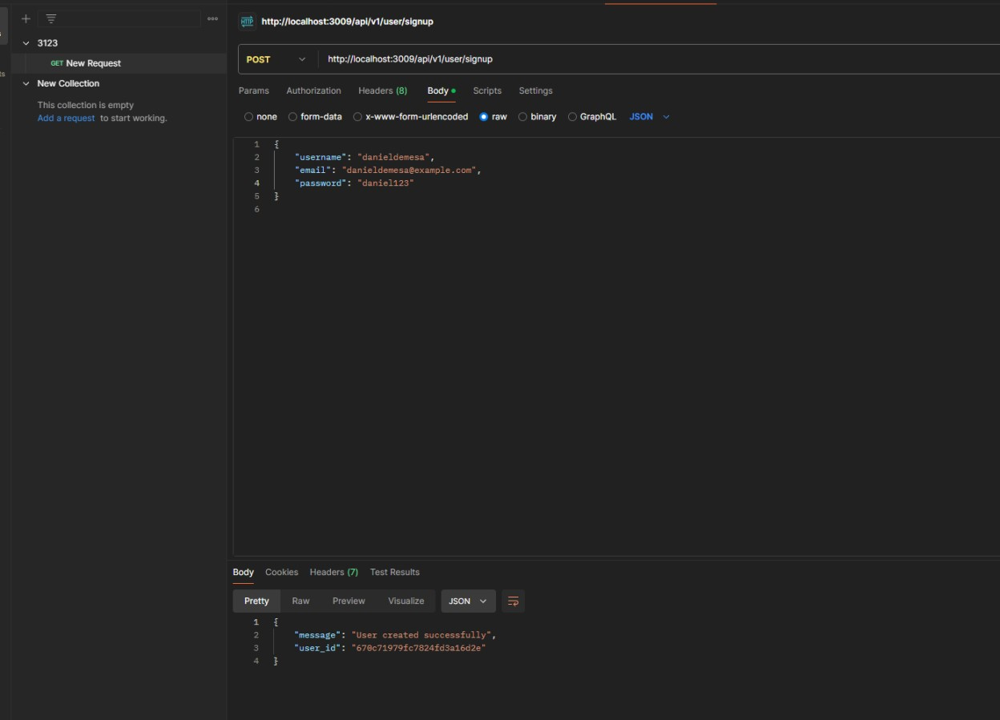 3123
GET New Request
New Collection
This collection is empty
Add a request to start working.
HTTP http://localhost:3009/api/v1/user/signup
POST http://localhost:3009/api/v1/user/signup
Params Authorization Headers (8) Body Scripts Settings
none form-data x-www-form-urlencoded raw binary GraphQL JSON
1 {
2 "username": "danieldemesa",
3 "email": "danieldemesa@example.com",
4 "password": "daniel123"
5 }
6
Body Cookies Headers (7) Test Results
Pretty Raw Preview Visualize JSON
1 {
2 "message": "User created successfully",
3 "user_id": "670c71979fc7824fd3a16d2e"
4 }